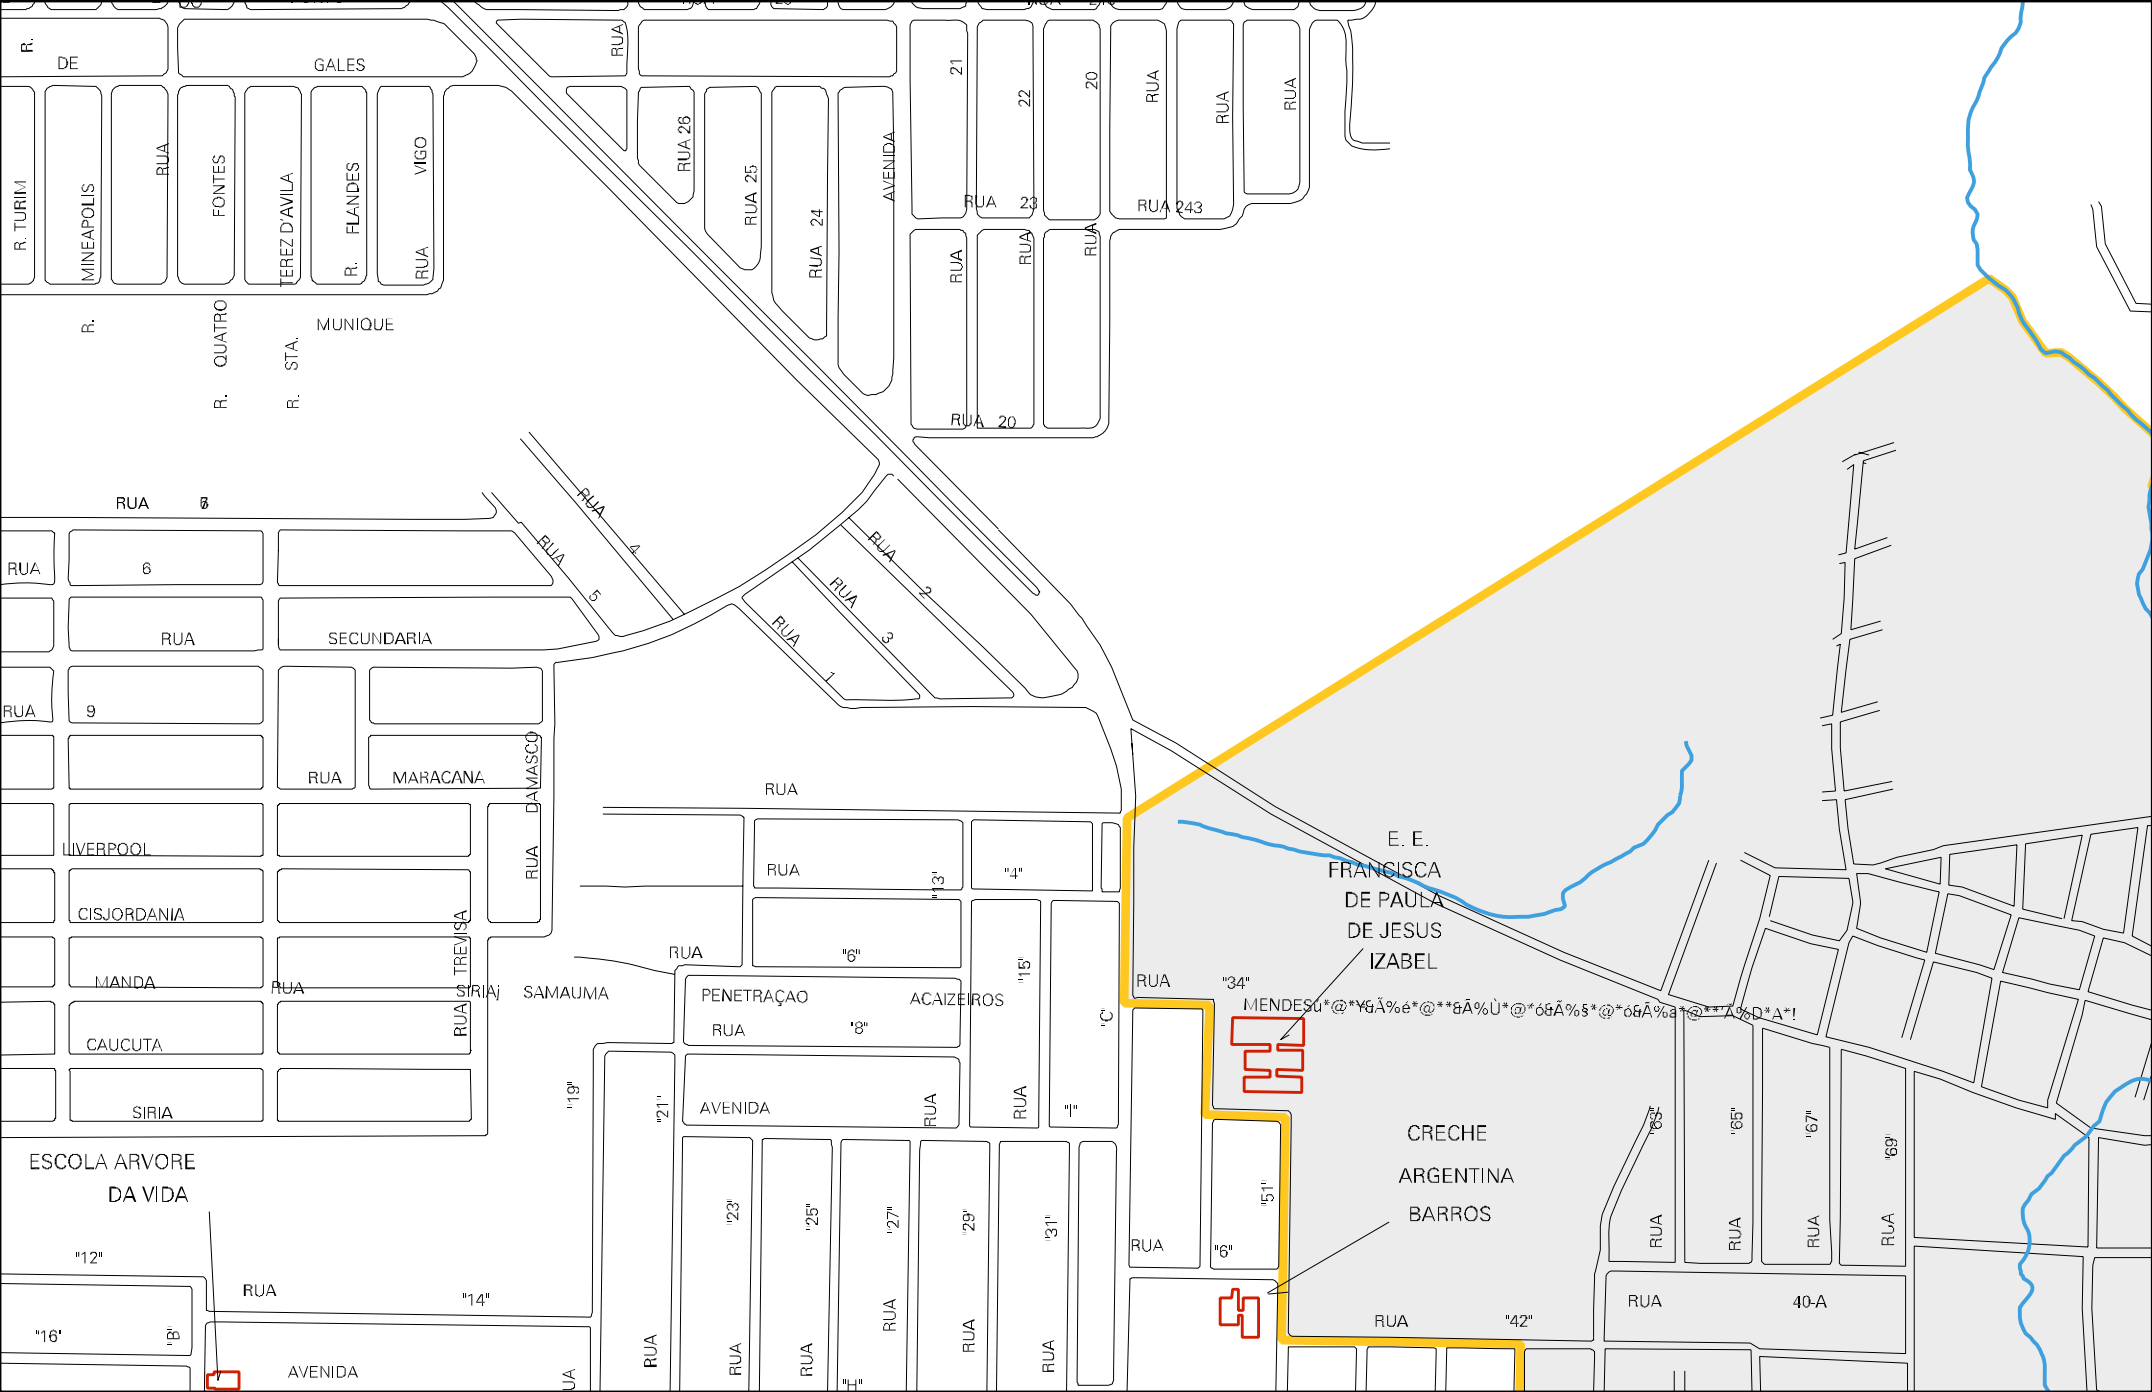 R.
DE
GALES
RUA
21
22
20
RUA
RUA
RUA
RUA
FONTES
VIGO
FLANDES
R.
RUA 26
RUA 25
RUA 24
AVENIDA
R. TURIM
MINEAPOLIS
R.
TEREZ D'AVILA
R. STA.
R. QUATRO
RUA
RUA 23
RUA 243
RUA
RUA
RUA
MUNIQUE
RUA 20
RUA
RUA 4
RUA 5
RUA 2
RUA 3
RUA 1
RUA 6
RUA SECUNDARIA
RUA 9
RUA MARACANA
RUA DAMASCO
RUA
LIVERPOOL
RUA
"4"
"13"
CISJORDANIA
RUA TREVISA
RUA
"6"
"15"
MANDA
RUA
SIRIAj
SAMAUMA
PENETRAÇAO
ACAIZEIROS
RUA "8"
"C"
CAUCUTA
SIRIA
"19"
"21"
AVENIDA
RUA
RUA
"I"
E. E.
FRANCISCA
DE PAULA
DE JESUS
IZABEL
RUA "34"
CRECHE
ARGENTINA
BARROS
"63"
"65"
"67"
"69"
RUA
RUA
RUA
RUA
ESCOLA ARVORE
DA VIDA
"23"
"25"
"27"
"29"
"31"
"51"
RUA "6"
"12"
RUA "14"
"16'
"B"
AVENIDA
RUA
RUA
RUA
RUA
RUA
RUA
"H"
RUA "42"
RUA 40-A